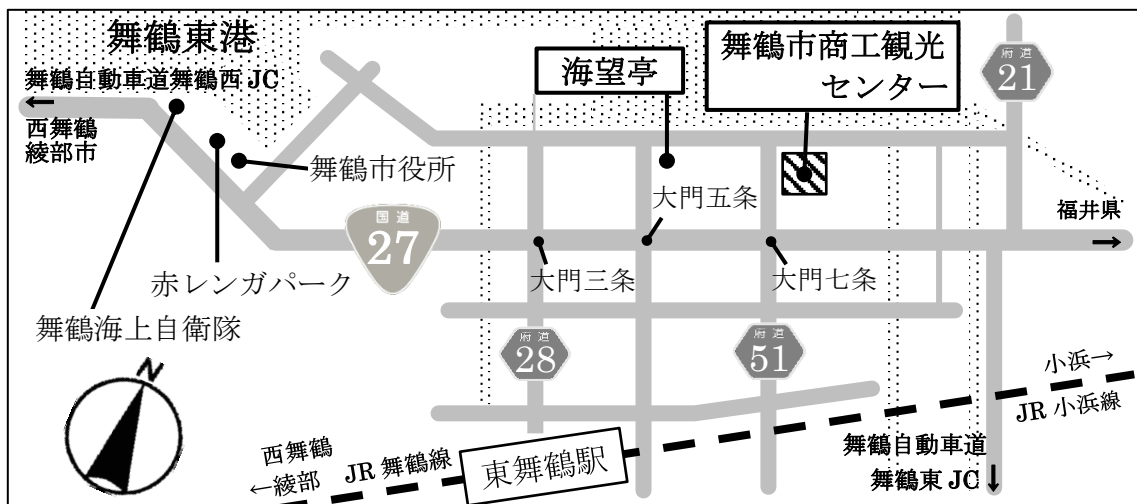 舞鶴東港
舞鶴自動車道舞鶴西 JC
←
西舞鶴
綾部市
舞鶴市役所
赤レンガパーク
舞鶴海上自衛隊
国道
27
海望亭
舞鶴市商工観光
センター
府道
21
大門五条
大門三条
大門七条
福井県
→
府道
28
府道
51
N
小浜→
JR 小浜線
西舞鶴
←綾部
JR 舞鶴線
東舞鶴駅
舞鶴自動車道
舞鶴東 JC↓